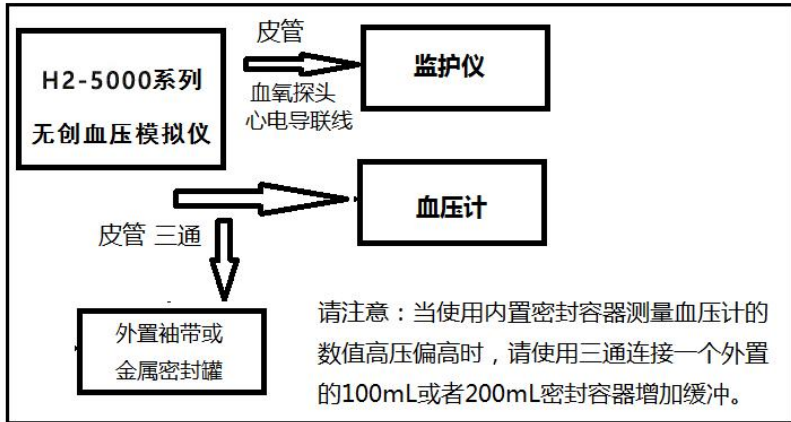 H2-5000系列
无创血压模拟仪
皮管
血氧探头
心电导联线
监护仪
血压计
皮管 三通
外置袖带或
金属密封罐
请注意：当使用内置密封容器测量血压计的
数值高压偏高时，请使用三通连接一个外置
的100mL或者200mL密封容器增加缓冲。